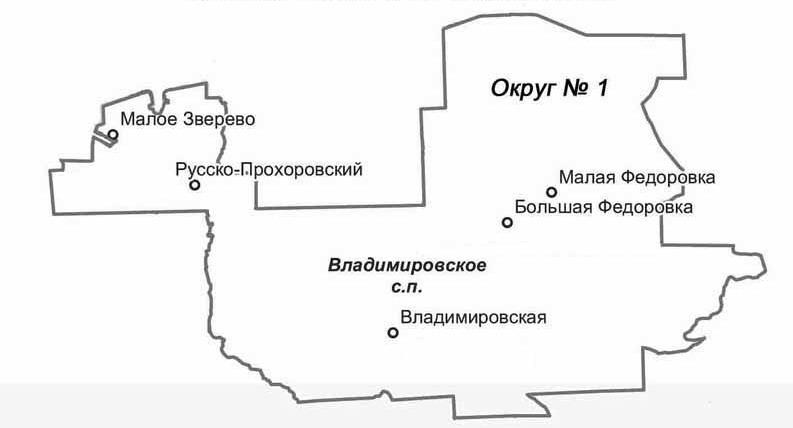 Округ № 1
Малое Зверево
Русско-Прохоровский
Малая Федоровка
Большая Федоровка
Владимировское
с.п.
Владимировская